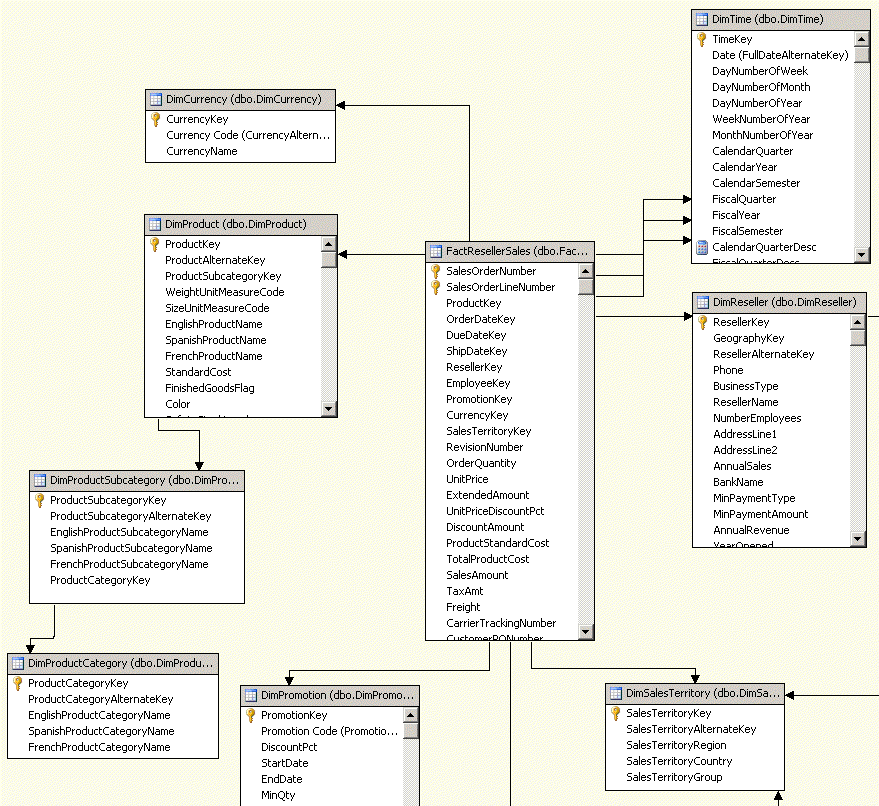 DimTime (dbo.DimTime)
TimeKey
Date (FullDateAlternateKey)
DayNumberOfWeek
DayNumberOfMonth
DayNumberOfYear
WeekNumberOfYear
MonthNumberOfYear
CalendarQuarter
CalendarYear
CalendarSemester
FiscalQuarter
FiscalYear
FiscalSemester
CalendarQuarterDesc
FiscalQuarterDesc
DimCurrency (dbo.DimCurrency)
CurrencyKey
Currency Code (CurrencyAltern...
CurrencyName
DimProduct (dbo.DimProduct)
ProductKey
ProductAlternateKey
ProductSubcategoryKey
WeightUnitMeasureCode
SizeUnitMeasureCode
EnglishProductName
SpanishProductName
FrenchProductName
StandardCost
FinishedGoodsFlag
Color
FactResellerSales (dbo.Fac...
SalesOrderNumber
SalesOrderLineNumber
ProductKey
OrderDateKey
DueDateKey
ShipDateKey
ResellerKey
EmployeeKey
PromotionKey
CurrencyKey
SalesTerritoryKey
RevisionNumber
OrderQuantity
UnitPrice
ExtendedAmount
UnitPriceDiscountPct
DiscountAmount
ProductStandardCost
TotalProductCost
SalesAmount
TaxAmt
Freight
CarrierTrackingNumber
CustomerPONumber
DimReseller (dbo.DimReseller)
ResellerKey
GeographyKey
ResellerAlternateKey
Phone
BusinessType
ResellerName
NumberEmployees
AddressLine1
AddressLine2
AnnualSales
BankName
MinPaymentType
MinPaymentAmount
AnnualRevenue
YearOpened
DimProductSubcategory (dbo.DimPro...
ProductSubcategoryKey
ProductSubcategoryAlternateKey
EnglishProductSubcategoryName
SpanishProductSubcategoryName
FrenchProductSubcategoryName
ProductCategoryKey
DimProductCategory (dbo.DimProdu...
ProductCategoryKey
ProductCategoryAlternateKey
EnglishProductCategoryName
SpanishProductCategoryName
FrenchProductCategoryName
DimPromotion (dbo.DimPromo...
PromotionKey
Promotion Code (Promotio...
DiscountPct
StartDate
EndDate
MinQty
DimSalesTerritory (dbo.DimSa...
SalesTerritoryKey
SalesTerritoryAlternateKey
SalesTerritoryRegion
SalesTerritoryCountry
SalesTerritoryGroup